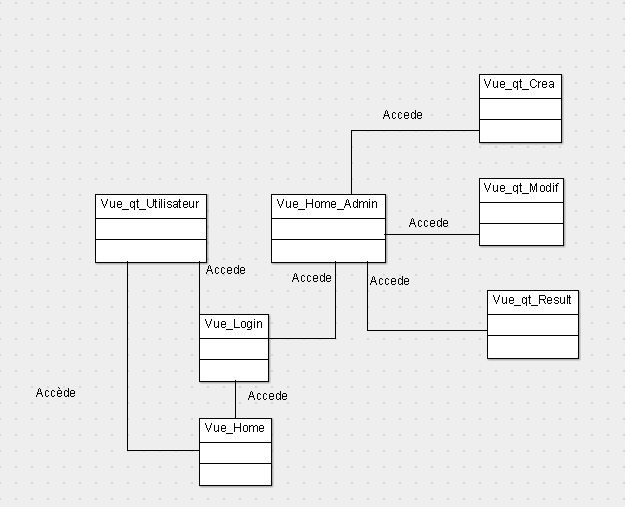 Vue_qt_Crea
Accede
Vue_qt_Modif
Vue_qt_Utilisateur
Vue_Home_Admin
Accede
Accede
Accede
Accede
Vue_qt_Result
Vue_Login
Accède
Accede
Vue_Home